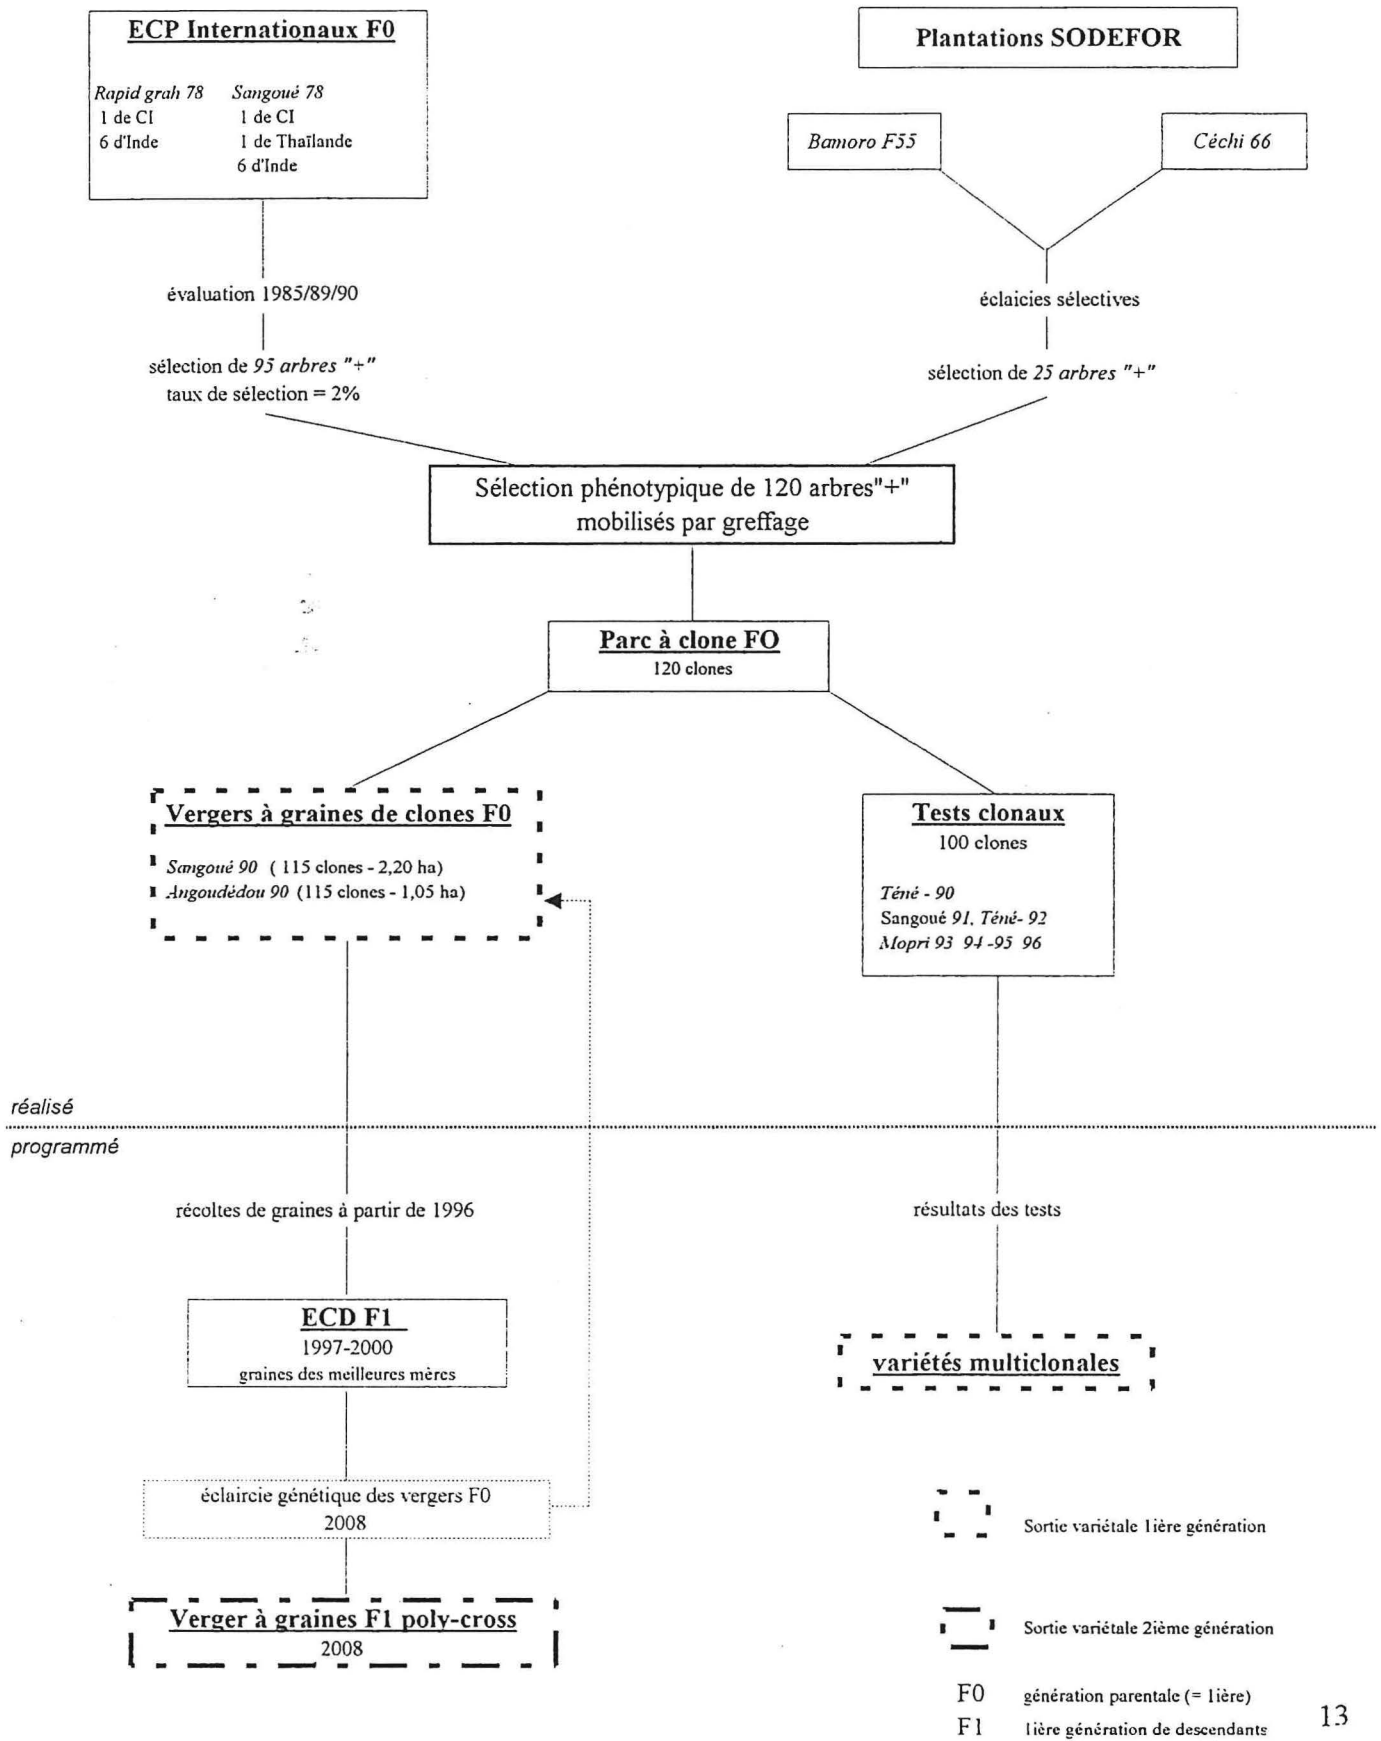 ECP Internationaux F0
Rapid grah 78
1 de CI
6 d'Inde
Sangoué 78
1 de CI
1 de Thaïlande
6 d'Inde
Plantations SODEFOR
Bamoro F55
Céchi 66
évaluation 1985/89/90
éclaicies sélectives
sélection de 95 arbres "+"
taux de sélection = 2%
sélection de 25 arbres "+"
Sélection phénotypique de 120 arbres"+"
mobilisés par greffage
Parc à clone FO
120 clones
Vergers à graines de clones F0
Sangoué 90 ( 115 clones - 2,20 ha)
Angoudédou 90 (115 clones - 1,05 ha)
Tests clonaux
100 clones
Téné - 90
Sangoué 91, Téné- 92
Mopri 93 94 -95 96
réalisé
programmé
récoltes de graines à partir de 1996
résultats des tests
ECD F1
1997-2000
graines des meilleures mères
variétés multiclonales
éclaircie génétique des vergers F0
2008
Verger à graines F1 poly-cross
2008
Sortie variétale 1ière génération
Sortie variétale 2ième génération
F0 génération parentale (= 1ière)
F1 1ière génération de descendants
13